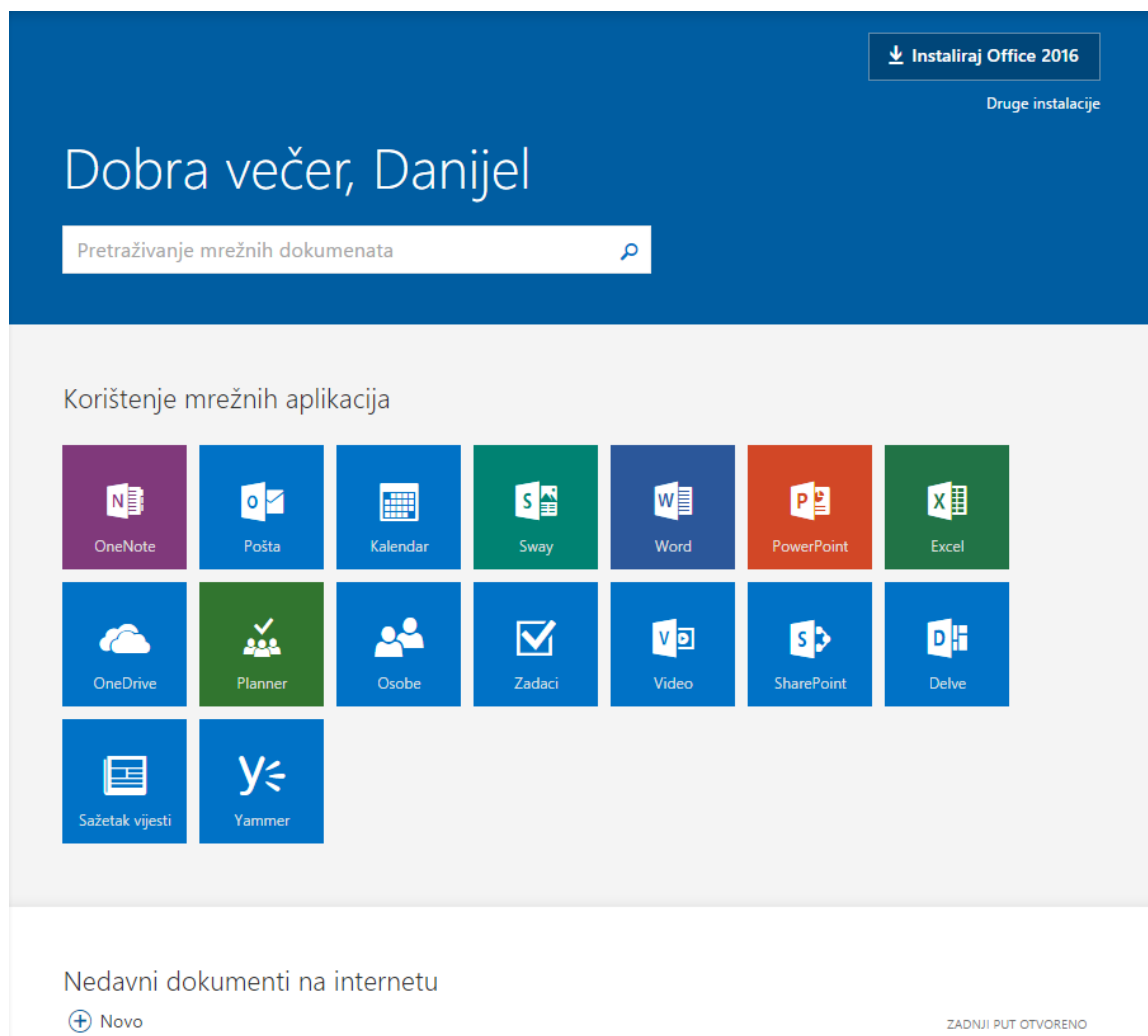 Instaliraj Office 2016
Druge instalacije
Dobra večer, Danijel
Pretraživanje mrežnih dokumenata
Korištenje mrežnih aplikacija
N
OneNote
O
Pošta
Kalendar
S
Sway
W
Word
P
PowerPoint
X
Excel
OneDrive
Planner
Osobe
Zadaci
V
Video
S
SharePoint
D
Delve
Sažetak vijesti
Yammer
Nedavni dokumenti na internetu
Novo
ZADNJI PUT OTVORENO